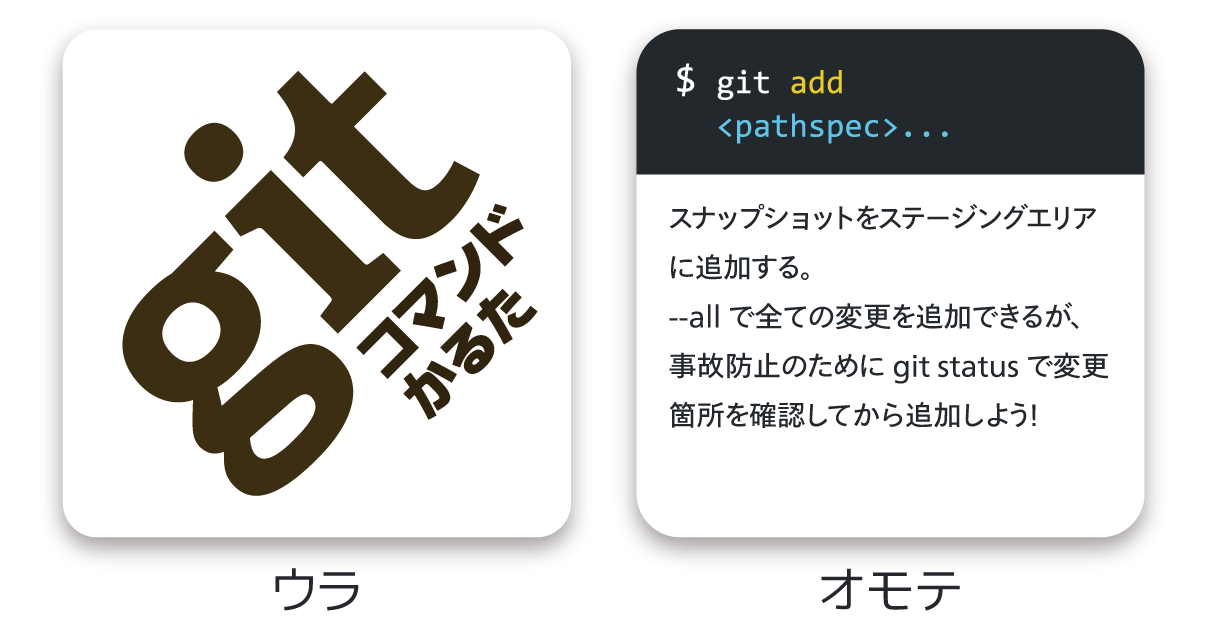 git
コマンド
かるた
ウラ
$ git add
<pathspec>...
スナップショットをステージングエリア
に追加する。
--all で全ての変更を追加できるが、
事故防止のために git status で変更
箇所を確認してから追加しよう!
オモテ